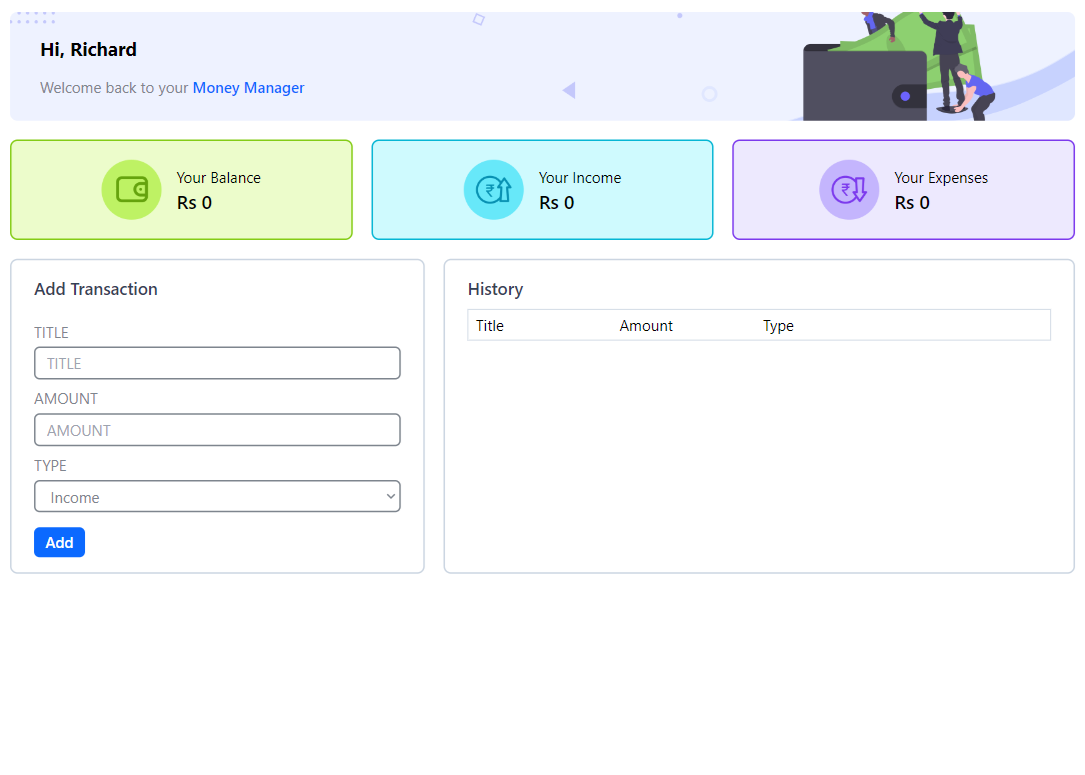 Hi, Richard
Welcome back to your Money Manager
Your Balance
Rs 0
Your Income
Rs 0
Your Expenses
Rs 0
Add Transaction
TITLE
TITLE
AMOUNT
AMOUNT
TYPE
Income
Add
History
Title Amount Type